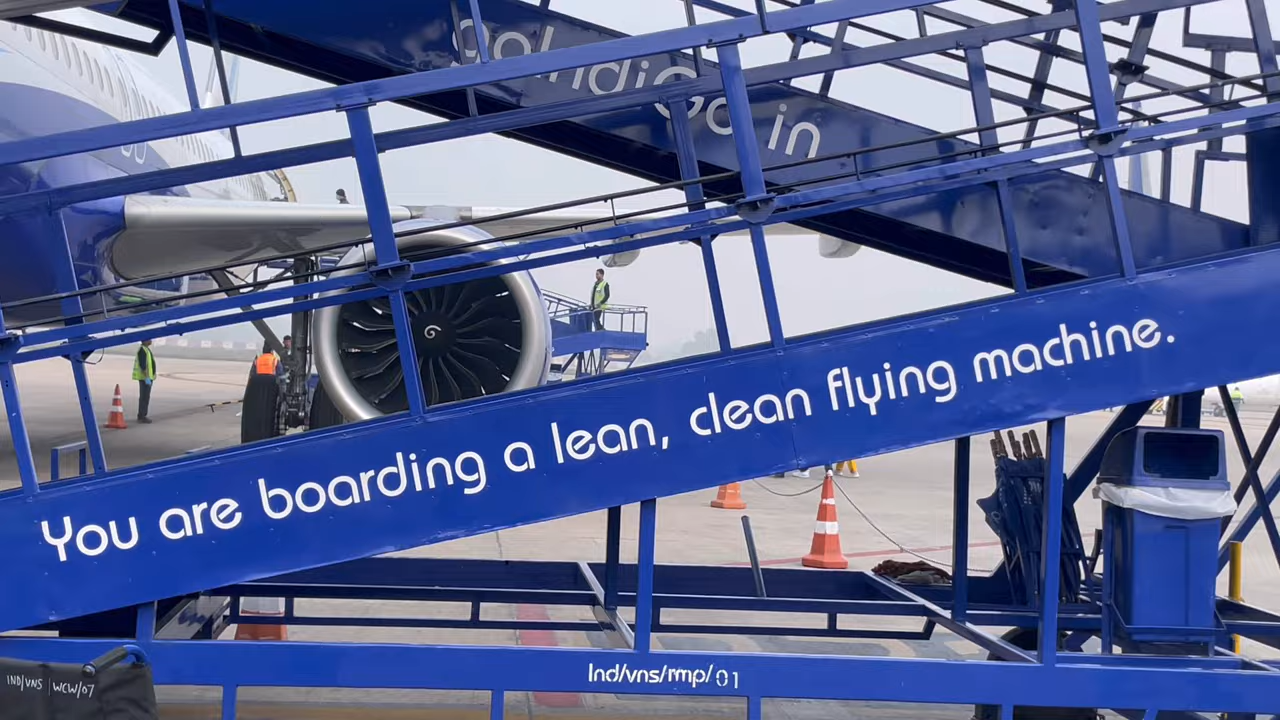 goIndiGo in
You are boarding a lean, clean flying machine.
Ind/vns/rmp/01
IND/VNS | WCW/07